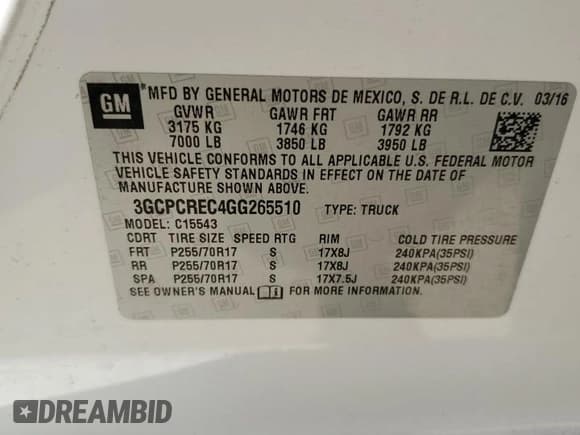 GM
*MFD BY GENERAL MOTORS DE MEXICO, S. DE R.L. DE C.V. 03/16
GVWR GAWR FRT GAWR RR
3175 KG 1746 KG 1792 KG
7000 LB 3850 LB 3950 LB
THIS VEHICLE CONFORMS TO ALL APPLICABLE U.S. FEDERAL MOTOR
VEHICLE SAFETY STANDARDS IN EFFECT ON THE DATE OF
MANUFACTURE SHOWN ABOVE.
3GCPCREC4GG265510 TYPE: TRUCK
MODEL: C15543
CDRT TIRE SIZE SPEED RTG RIM COLD TIRE PRESSURE
FRT P255/70R17 S 17X8J 240KPA(35PSI)
RR P255/70R17 S 17X8J 240KPA(35PSI)
SPA P255/70R17 S 17X7.5J 240KPA(35PSI)
SEE OWNER'S MANUAL FOR MORE INFORMATION.
DREAMBID